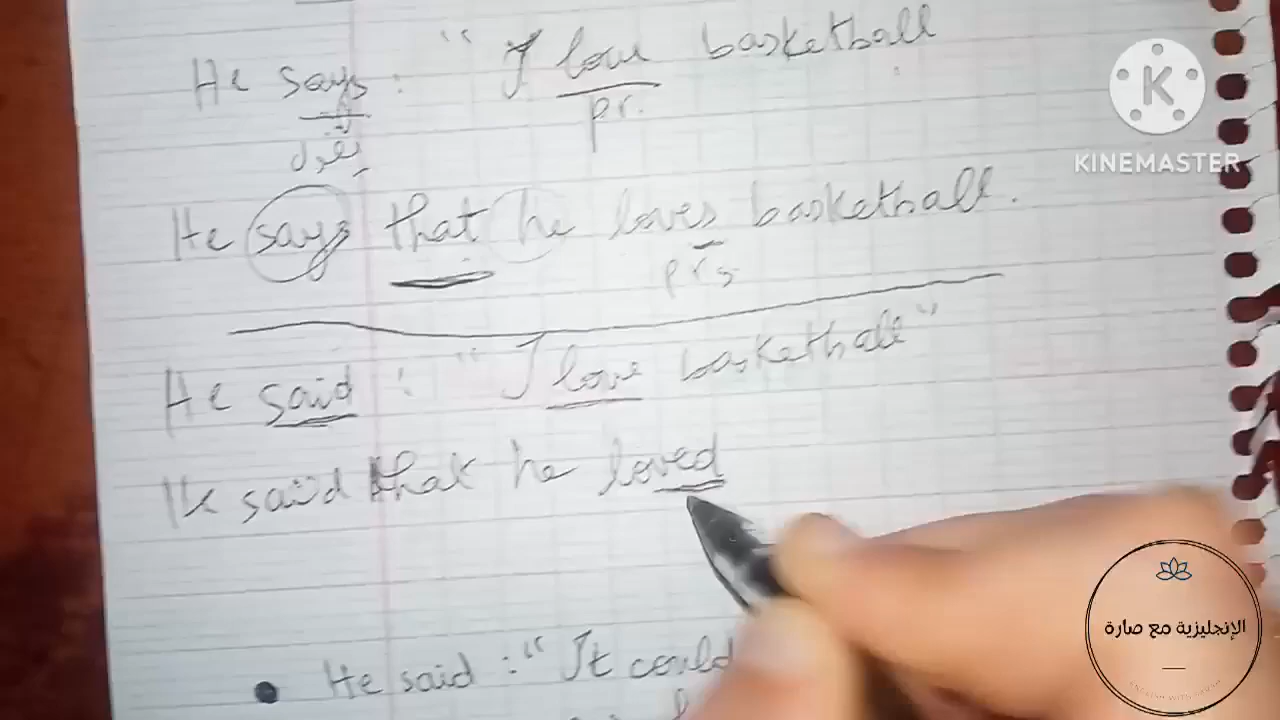 He says : " I love basketball
pr.
يقول
He says that he loves basketball.
prs
He said : " I love basketball "
He said that he loved
He said : " It could
KINEMASTER
الإنجليزية مع صارة